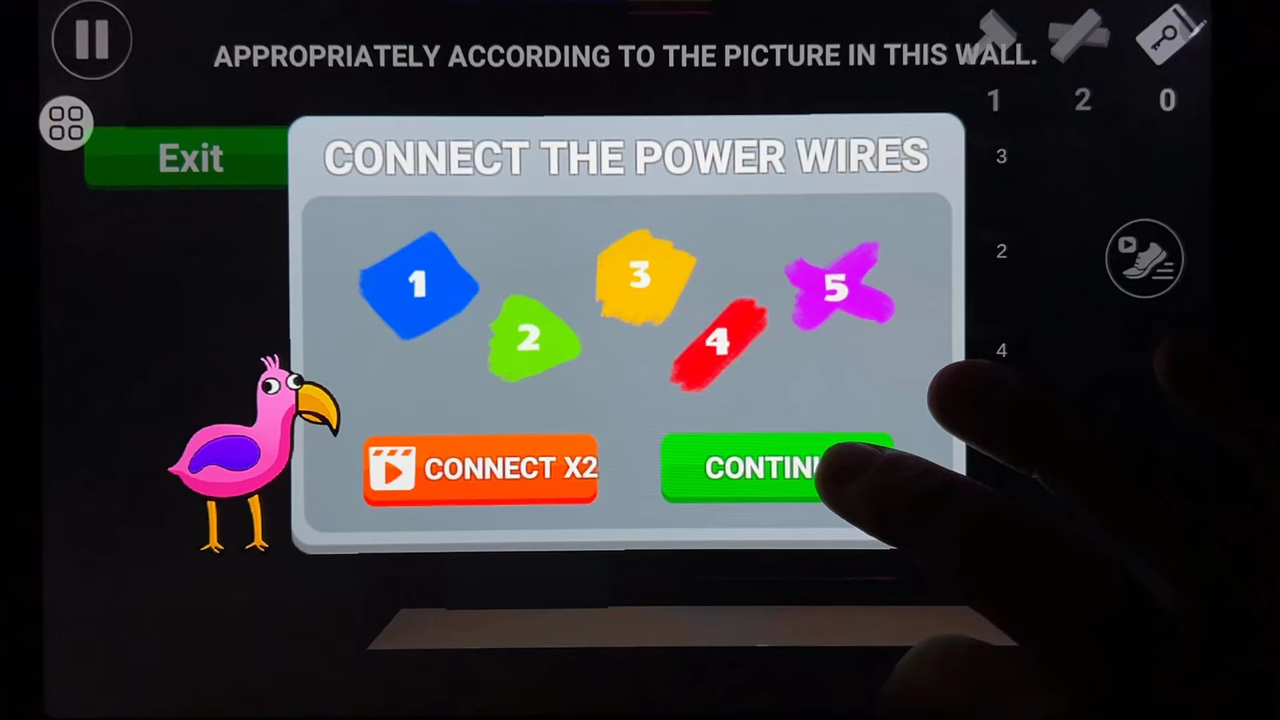 APPROPRIATELY ACCORDING TO THE PICTURE IN THIS WALL.
1 2 0
Exit
CONNECT THE POWER WIRES
3
1
3
5
2
2
4
4
CONNECT X2
CONTINU